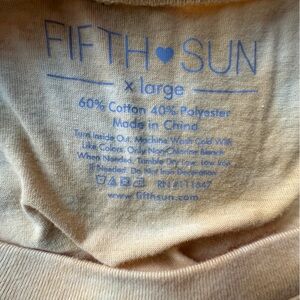 FIFTH SUN
x large
60% Cotton 40% Polyester
Made in China
Turn Inside Out, Machine Wash Cold With
Like Colors, Only Non-Chlorine Bleach
When Needed, Tumble Dry Low, Low Iron
If Needed. Do Not Iron Decoration
RN #111647
www.fifthsun.com